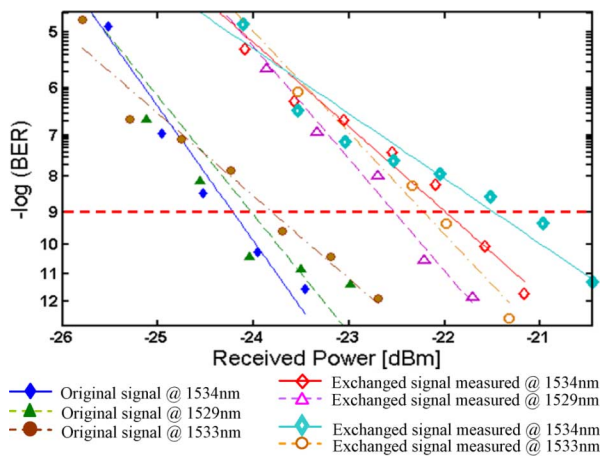 5
6
7
8
9
10
11
12
-log (BER)
-26
-25
-24
-23
-22
-21
Received Power [dBm]
Original signal @ 1534nm
Original signal @ 1529nm
Original signal @ 1533nm
Exchanged signal measured @ 1534nm
Exchanged signal measured @ 1529nm
Exchanged signal measured @ 1534nm
Exchanged signal measured @ 1533nm